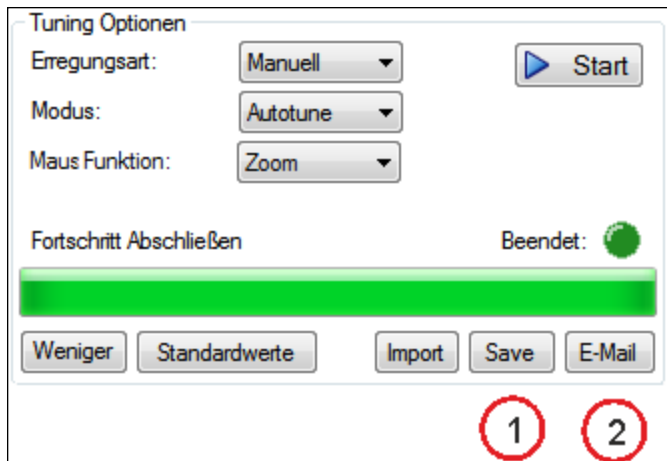 Tuning Optionen
Erregungsart: Manuell Start
Modus: Autotune
Maus Funktion: Zoom
Fortschritt Abschließen Beendet:
Weniger Standardwerte Import Save E-Mail
1 2